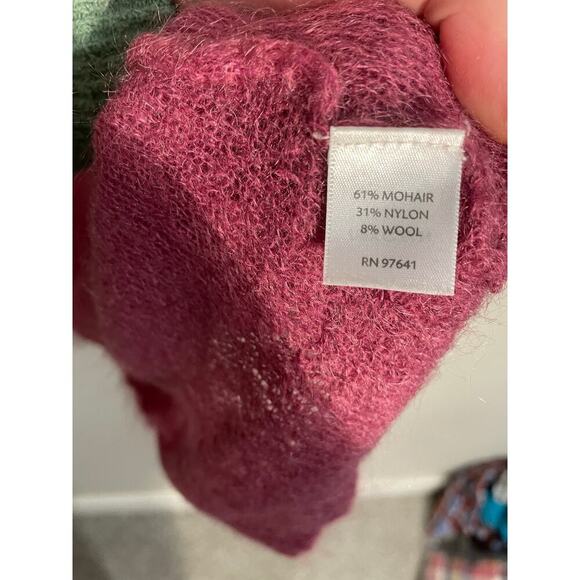 61% MOHAIR
31% NYLON
8% WOOL
RN 97641